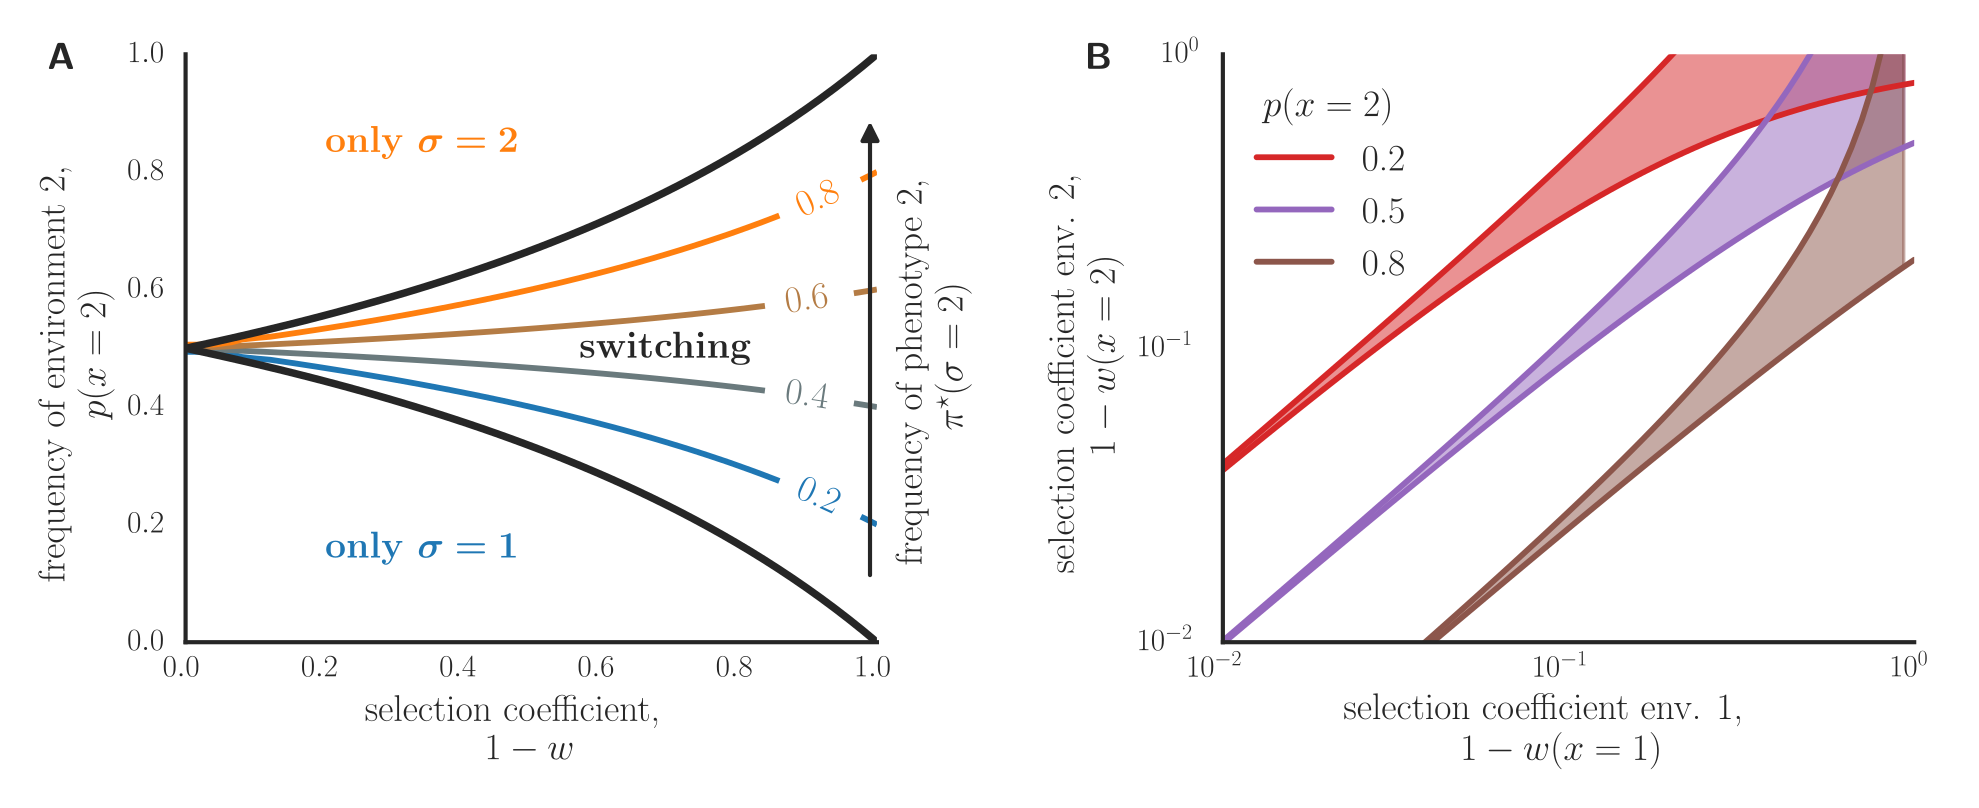 A
1.0
0.8
0.6
0.4
0.2
0.0
frequency of environment 2,
p(x = 2)
only σ = 2
0.8
0.6
switching
0.4
0.2
only σ = 1
0.0
0.2
0.4
0.6
0.8
1.0
selection coefficient,
1 − w
frequency of phenotype 2,
π⋆(σ = 2)
B
10⁰
10⁻¹
10⁻²
selection coefficient env. 2,
1 − w(x = 2)
p(x = 2)
0.2
0.5
0.8
10⁻²
10⁻¹
10⁰
selection coefficient env. 1,
1 − w(x = 1)